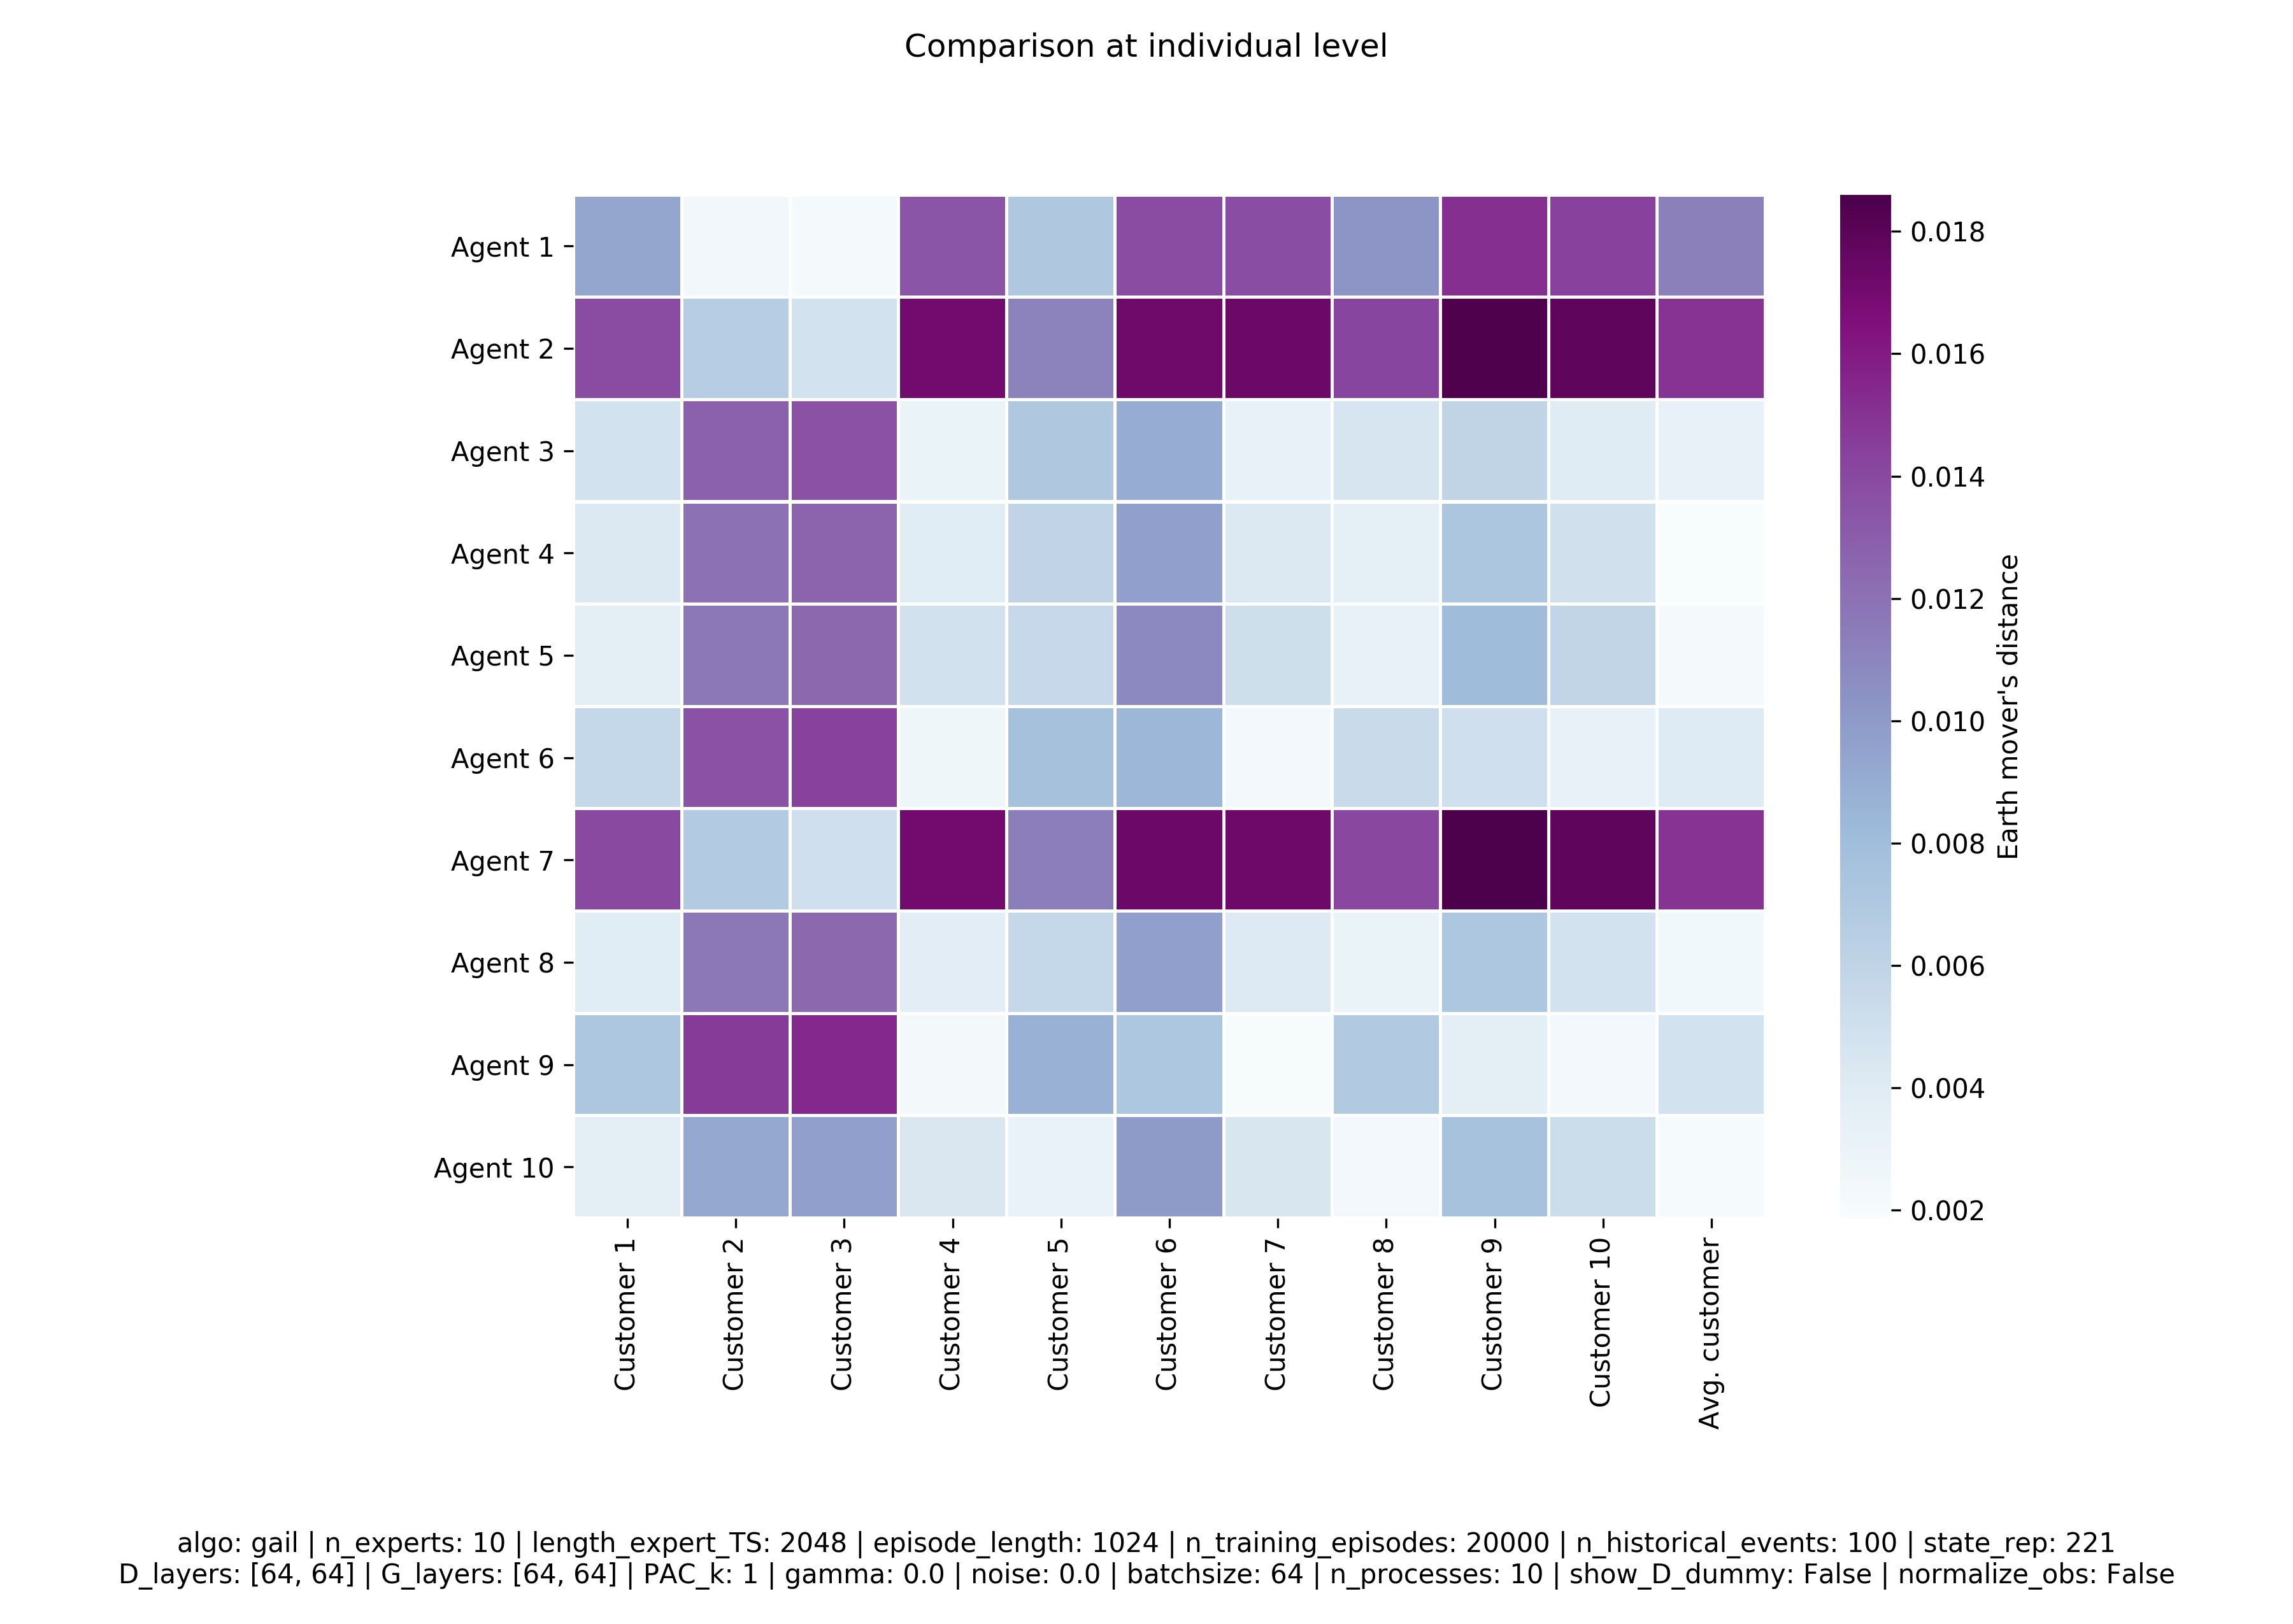 Comparison at individual level
Agent 1
Agent 2
Agent 3
Agent 4
Agent 5
Agent 6
Agent 7
Agent 8
Agent 9
Agent 10
Customer 1
Customer 2
Customer 3
Customer 4
Customer 5
Customer 6
Customer 7
Customer 8
Customer 9
Customer 10
Avg. customer
0.018
0.016
0.014
0.012
0.010
0.008
0.006
0.004
0.002
Earth mover's distance
algo: gail | n_experts: 10 | length_expert_TS: 2048 | episode_length: 1024 | n_training_episodes: 20000 | n_historical_events: 100 | state_rep: 221
D_layers: [64, 64] | G_layers: [64, 64] | PAC_k: 1 | gamma: 0.0 | noise: 0.0 | batchsize: 64 | n_processes: 10 | show_D_dummy: False | normalize_obs: False